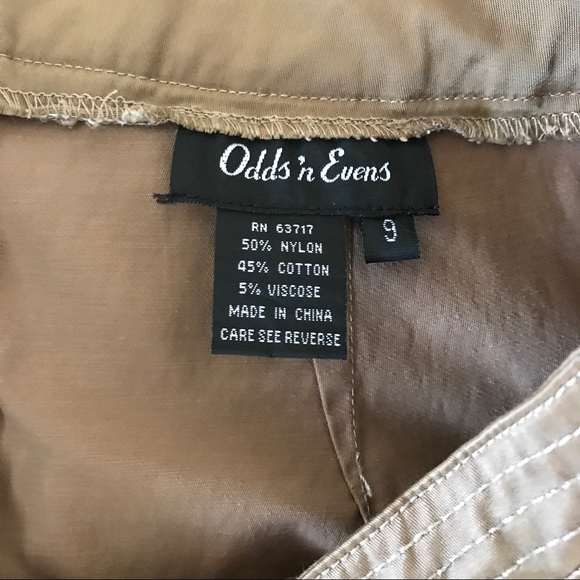 Odds 'n Evens
9
RN 63717
50% NYLON
45% COTTON
5% VISCOSE
MADE IN CHINA
CARE SEE REVERSE